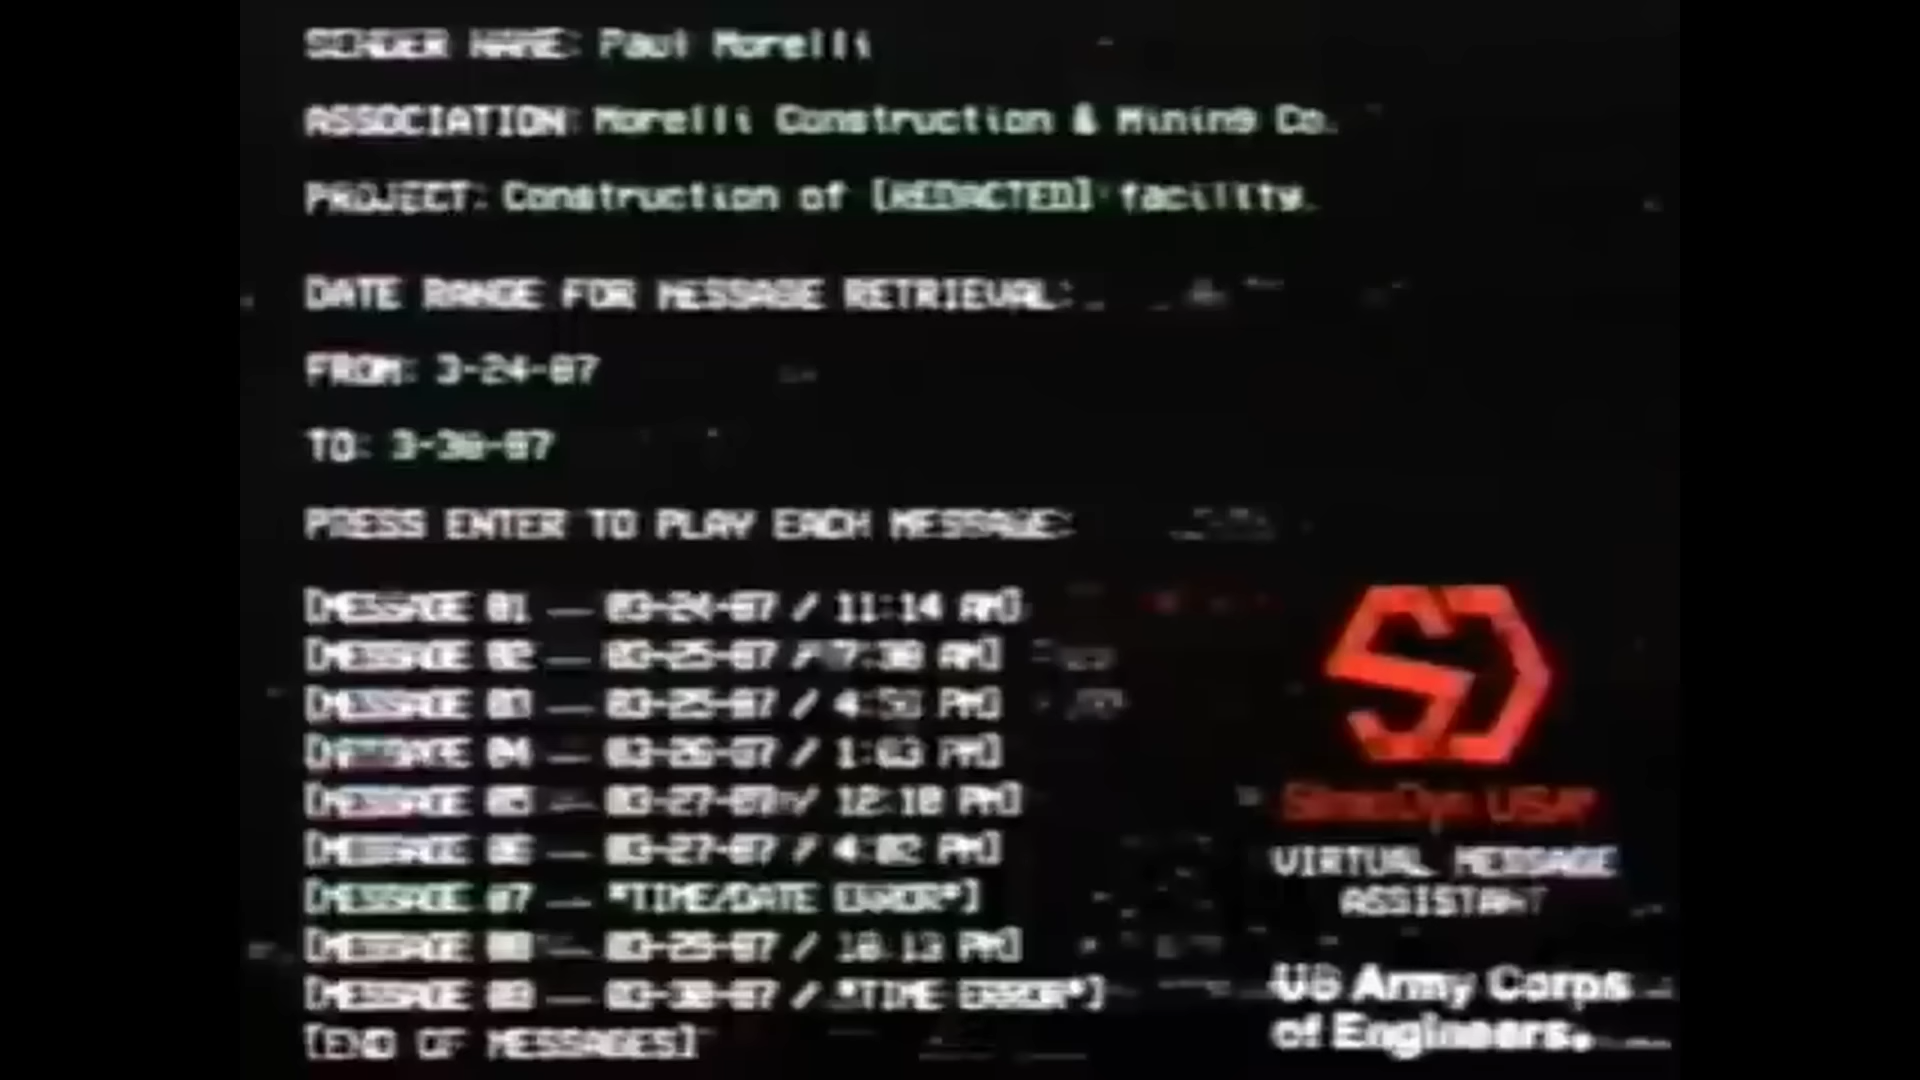 SENDER NAME: Paul Morelli
ASSOCIATION: Morelli Construction & Mining Co.
PROJECT: Construction of [REDACTED] facility.
DATE RANGE FOR MESSAGE RETRIEVAL:
FROM: 3-24-87
TO: 3-30-87
PRESS ENTER TO PLAY EACH MESSAGE:
[MESSAGE 01 — 03-24-87 / 11:14 AM]
[MESSAGE 02 — 03-25-87 / 7:30 AM]
[MESSAGE 03 — 03-25-87 / PM]
[MESSAGE 04 — 03-26-87 / 1:03 PM]
[MESSAGE 05 — 03-27-87 / 12:10 PM]
[MESSAGE 06 — 03-27-87 / 4:02 PM]
[MESSAGE 07 — *TIME/DATE ERROR*]
[MESSAGE 08 — 03-29-87 / 10:13 PM]
[MESSAGE 09 — 03-30-87 / *TIME ERROR*]
[END OF MESSAGES]
SD
USA
VIRTUAL MESSAGE
ASSISTANT
US Army Corps
of Engineers.